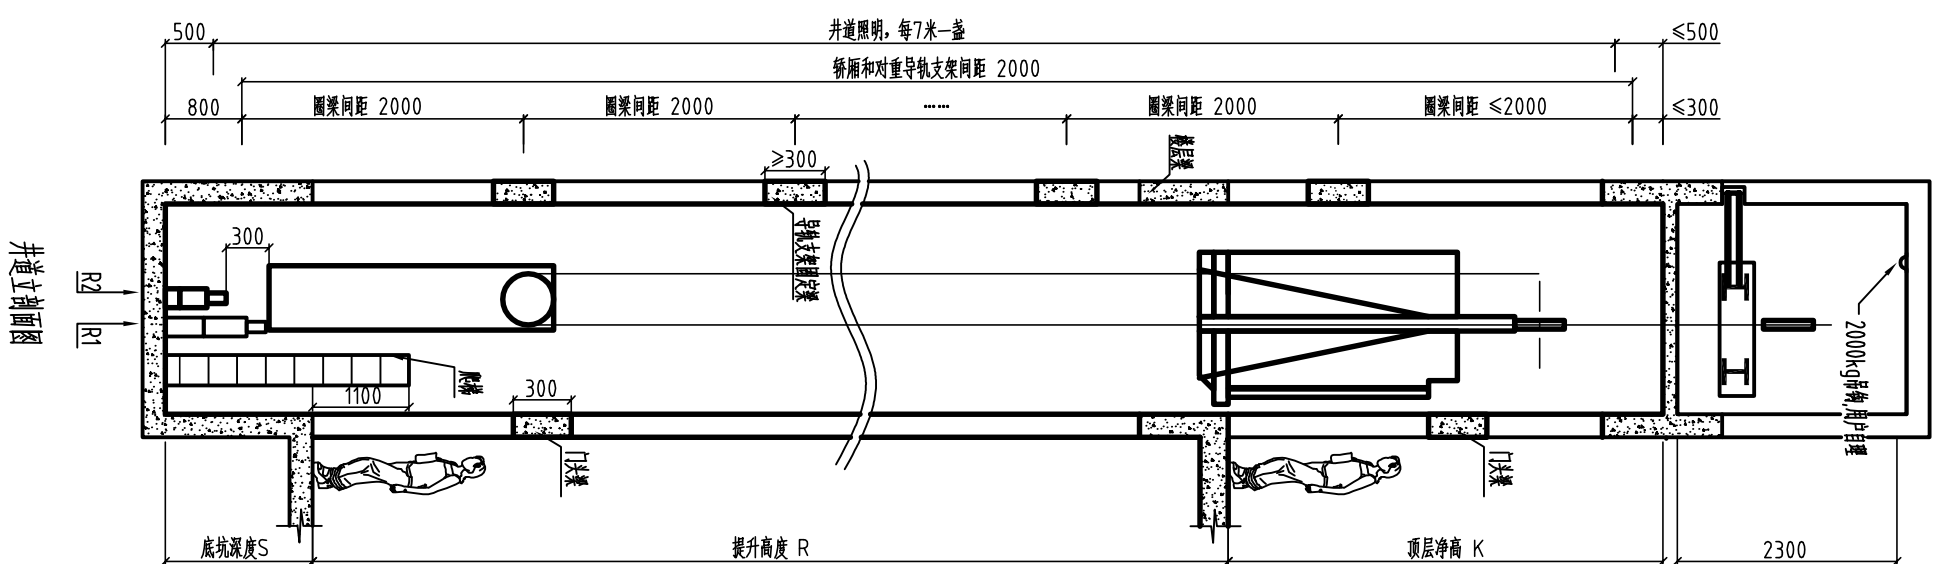 500
井道照明，每7米一盏
≤500
轿厢和对重导轨支架间距 2000
800
圈梁间距 2000
圈梁间距 2000
……
圈梁间距 2000
圈梁间距 ≤2000
≤300
≥300
楼层梁
导轨支架固定梁
300
R2
R1
井道立剖面图
爬梯
1100
300
门头梁
门头梁
2000kg吊钩,用户自理
底坑深度S
提升高度 R
顶层净高 K
2300